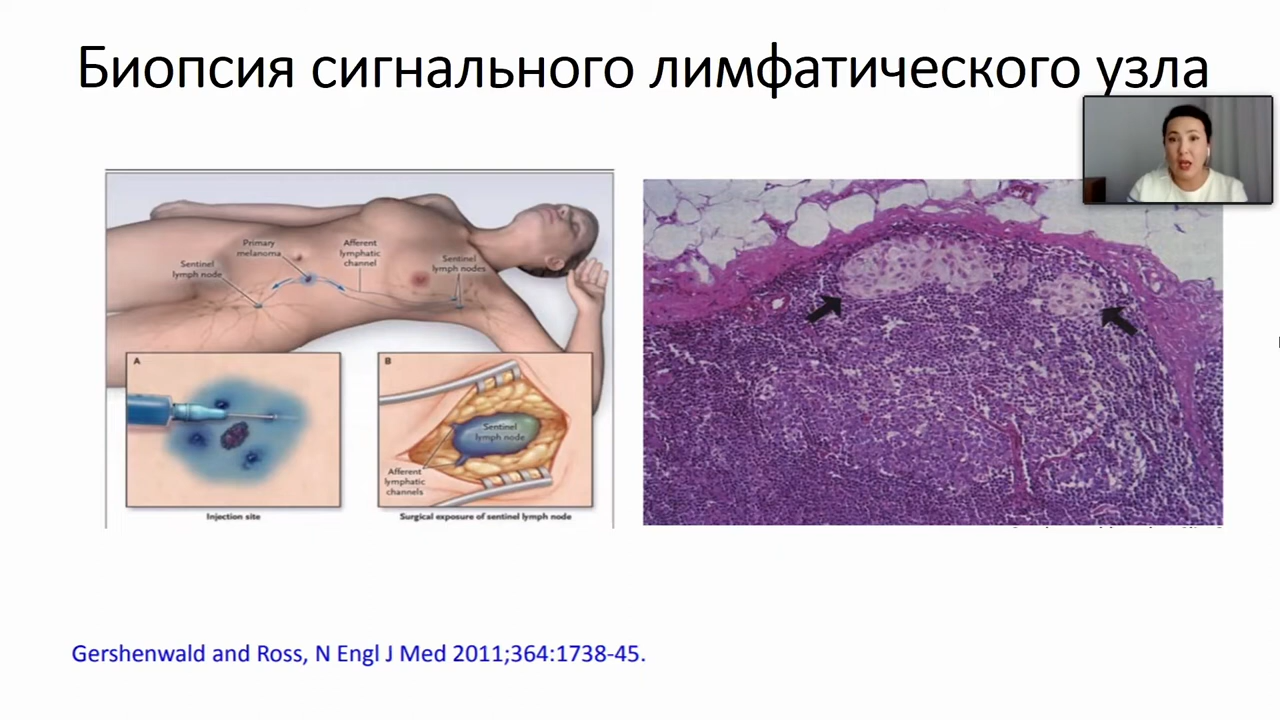 Биопсия сигнального лимфатического узла
Primary
melanoma
Afferent
lymphatic
channel
Sentinel
lymph node
Sentinel
lymph nodes
A
B
Sentinel
lymph node
Afferent
lymphatic
channels
Injection site
Surgical exposure of sentinel lymph node
Gershenwald and Ross, N Engl J Med 2011;364:1738-45.